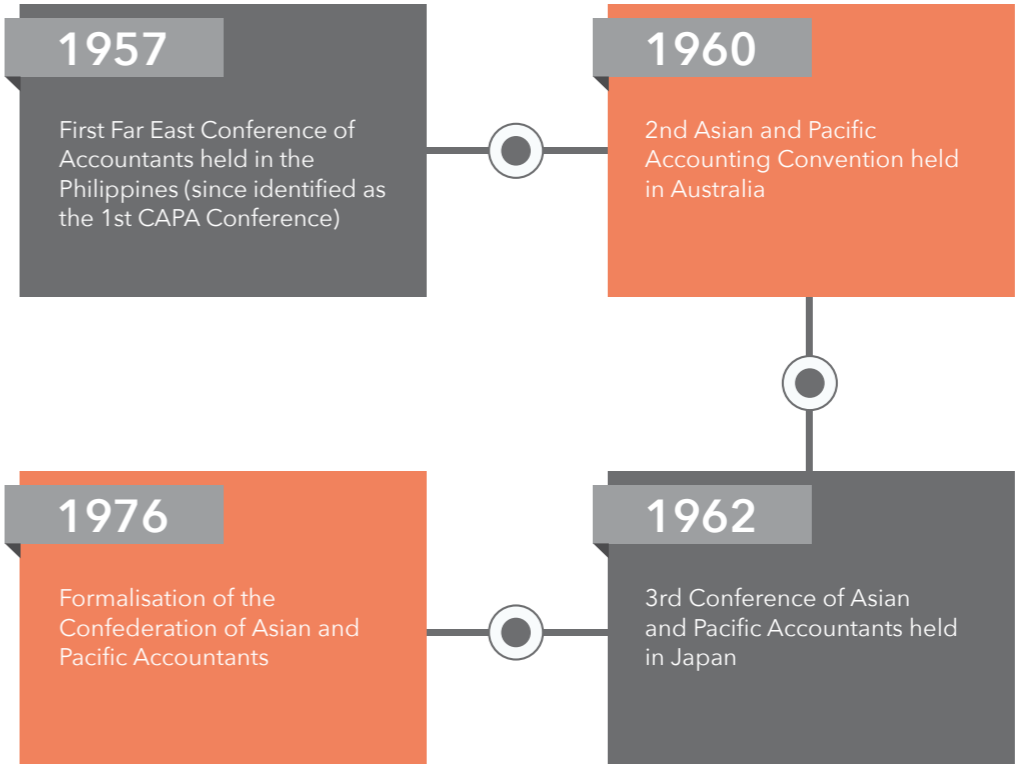 1957
First Far East Conference of
Accountants held in the
Philippines (since identified as
the 1st CAPA Conference)
1960
2nd Asian and Pacific
Accounting Convention held
in Australia
1962
3rd Conference of Asian
and Pacific Accountants held
in Japan
1976
Formalisation of the
Confederation of Asian and
Pacific Accountants